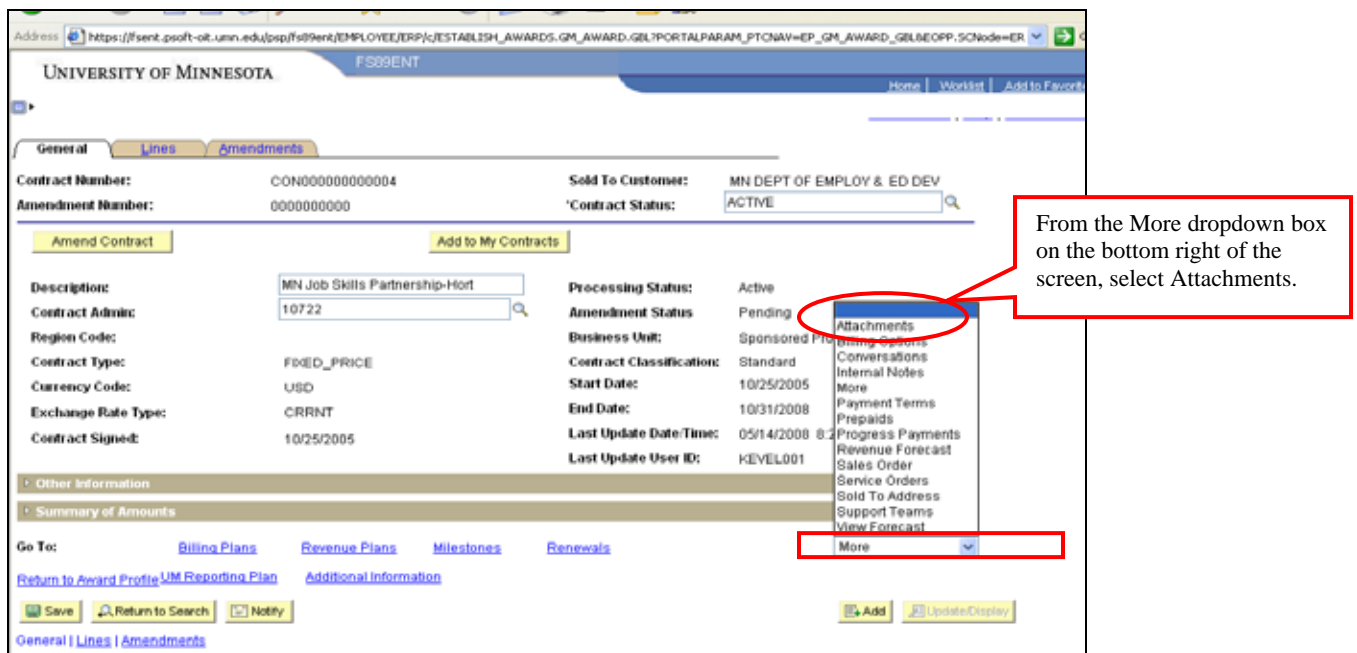 Address https://fsent.psoft-oit.umn.edu/psp/fs89ent/EMPLOYEE/ERP/c/ESTABLISH_AWARDS.GM_AWARD.GBL?PORTALPARAM_PTCNAV=EP_GM_AWARD_GBL&EOPP.SCNode=ER
UNIVERSITY OF MINNESOTA
FS89ENT
Home | Worklist | Add to Favorit
General Lines Amendments
Contract Number: CON000000000004 Sold To Customer: MN DEPT OF EMPLOY & ED DEV
Amendment Number: 0000000000 *Contract Status: ACTIVE
Amend Contract Add to My Contracts
From the More dropdown box
on the bottom right of the
screen, select Attachments.
Description: MN Job Skills Partnership-Hort Processing Status: Active
Contract Admin: 10722 Amendment Status Pending
Region Code: Business Unit: Sponsored Pro
Contract Type: FIXED_PRICE Contract Classification: Standard
Currency Code: USD Start Date: 10/25/2005
Exchange Rate Type: CRRNT End Date: 10/31/2008
Contract Signed: 10/25/2005 Last Update Date/Time: 05/14/2008 8:2
Last Update User ID: KEVEL001
Attachments
Billing Options
Conversations
Internal Notes
More
Payment Terms
Prepaids
Progress Payments
Revenue Forecast
Sales Order
Service Orders
Sold To Address
Support Teams
View Forecast
Other Information
Summary of Amounts
Go To: Billing Plans Revenue Plans Milestones Renewals More
Return to Award Profile UM Reporting Plan Additional Information
Save Return to Search Notify Add Update/Display
General | Lines | Amendments